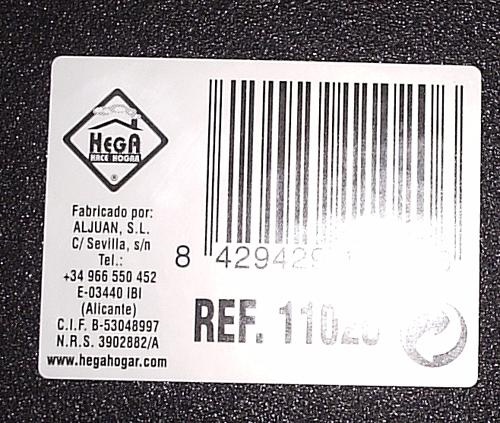 HEGA
HACE HOGAR
®
Fabricado por:
ALJUAN, S.L.
C/ Sevilla, s/n
Tel.:
+34 966 550 452
E-03440 IBI
(Alicante)
C.I.F. B-53048997
N.R.S. 3902882/A
www.hegahogar.com
8
REF.